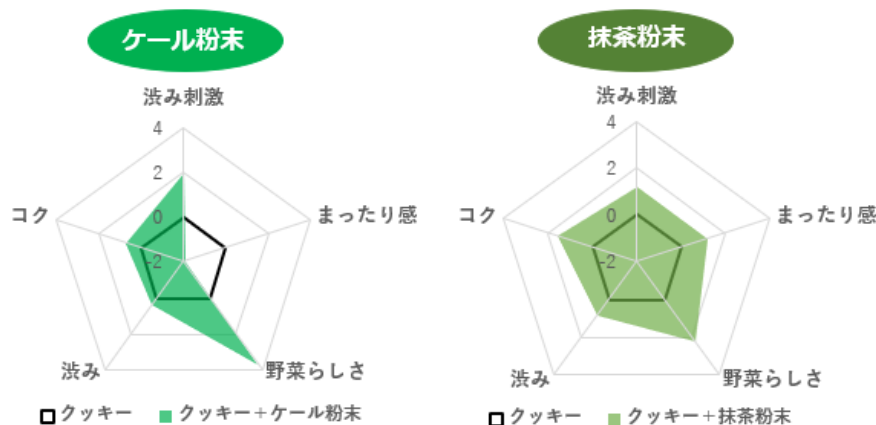 ケール粉末
渋み刺激
4
2
0
-2
コク
まったり感
渋み
野菜らしさ
クッキー
クッキー＋ケール粉末
抹茶粉末
渋み刺激
4
2
0
-2
コク
まったり感
渋み
野菜らしさ
クッキー
クッキー＋抹茶粉末